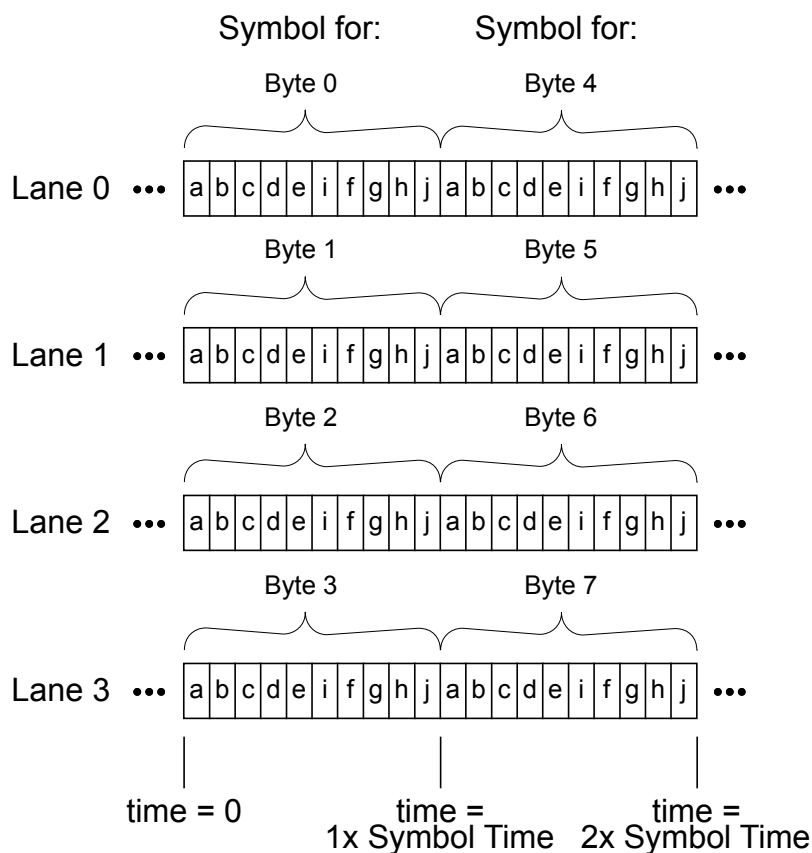 Symbol for: Symbol for:
Byte 0 Byte 4
Lane 0 ••• a b c d e i f g h j a b c d e i f g h j •••
Byte 1 Byte 5
Lane 1 ••• a b c d e i f g h j a b c d e i f g h j •••
Byte 2 Byte 6
Lane 2 ••• a b c d e i f g h j a b c d e i f g h j •••
Byte 3 Byte 7
Lane 3 ••• a b c d e i f g h j a b c d e i f g h j •••
time = 0 time = time =
1x Symbol Time 2x Symbol Time